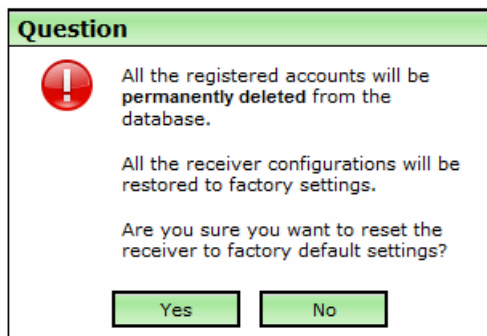 Question
All the registered accounts will be
permanently deleted from the
database.
All the receiver configurations will be
restored to factory settings.
Are you sure you want to reset the
receiver to factory default settings?
Yes No